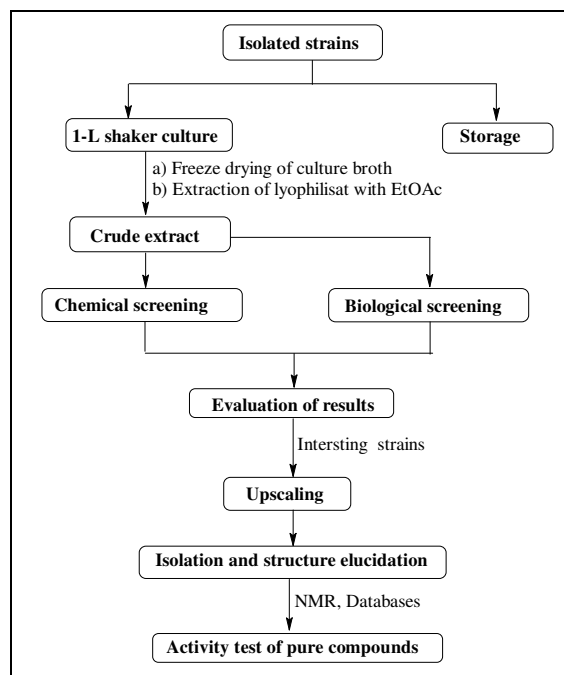 Isolated strains
1-L shaker culture
Storage
a) Freeze drying of culture broth
b) Extraction of lyophilisat with EtOAc
Crude extract
Chemical screening
Biological screening
Evaluation of results
Intersting strains
Upscaling
Isolation and structure elucidation
NMR, Databases
Activity test of pure compounds